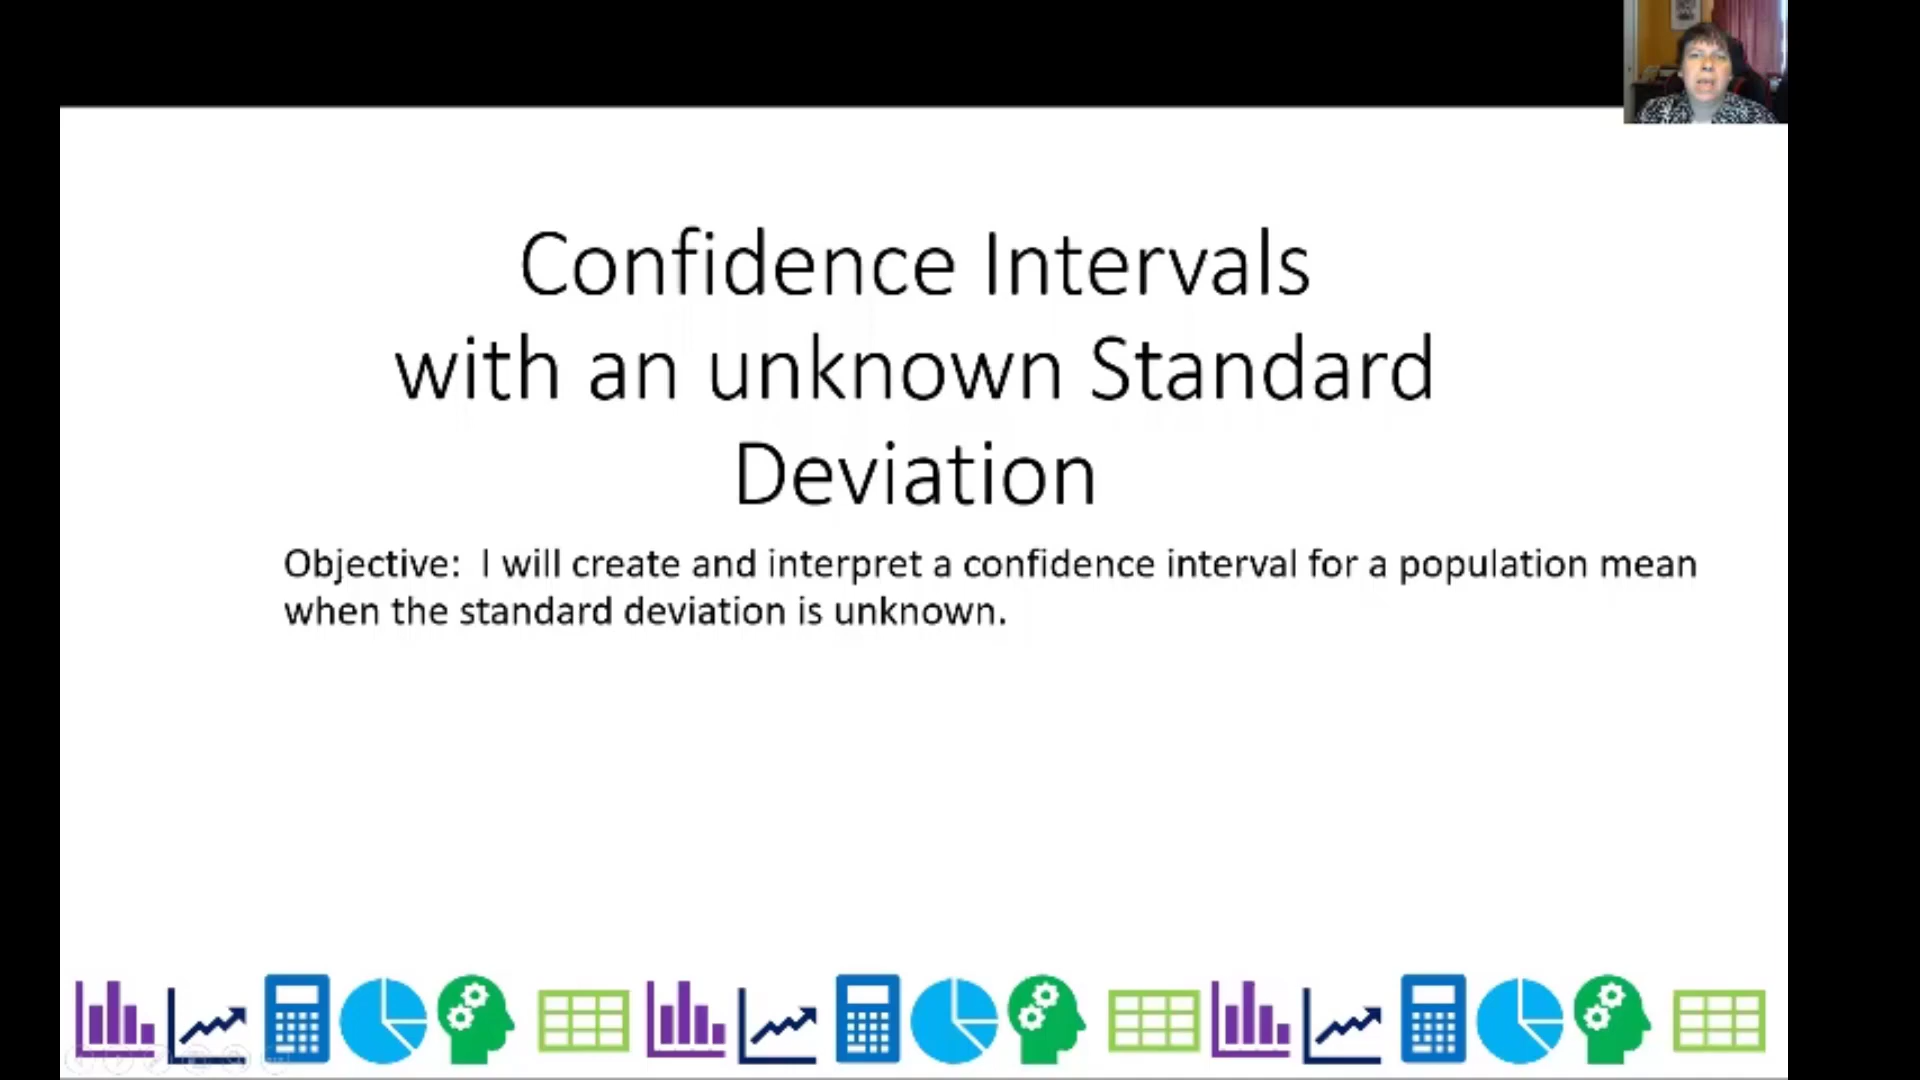 Confidence Intervals
with an unknown Standard
Deviation
Objective:  I will create and interpret a confidence interval for a population mean
when the standard deviation is unknown.